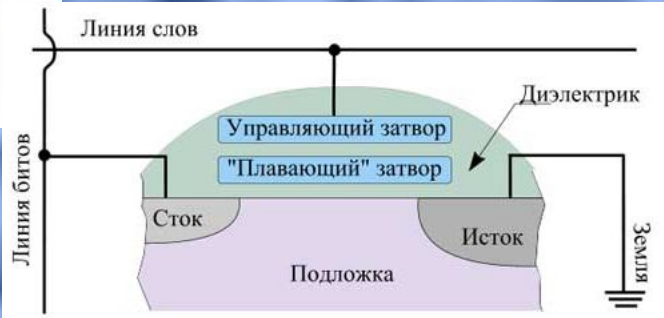 Линия слов
Диэлектрик
Управляющий затвор
"Плавающий" затвор
Линия битов
Сток
Исток
Земля
Подложка